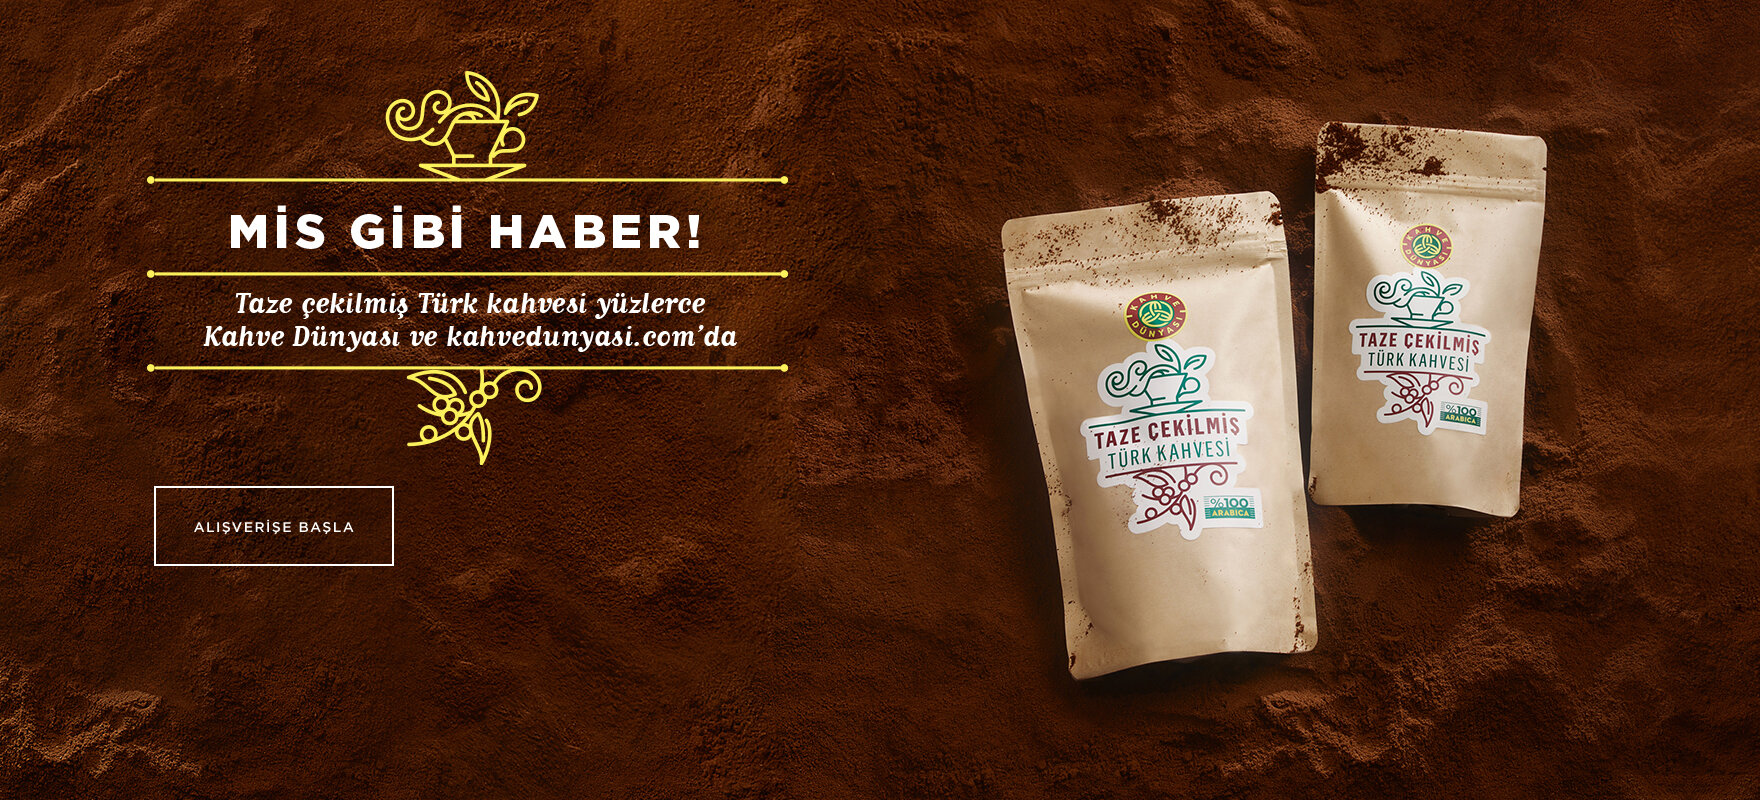 MİS GİBİ HABER!
Taze çekilmiş Türk kahvesi yüzlerce
Kahve Dünyası ve kahvedunyasi.com'da
ALIŞVERİŞE BAŞLA
KAHVE
DÜNYASI
TAZE ÇEKİLMİŞ
TÜRK KAHVESİ
%100
ARABICA
KAHVE
DÜNYASI
TAZE ÇEKİLMİŞ
TÜRK KAHVESİ
%100
ARABICA